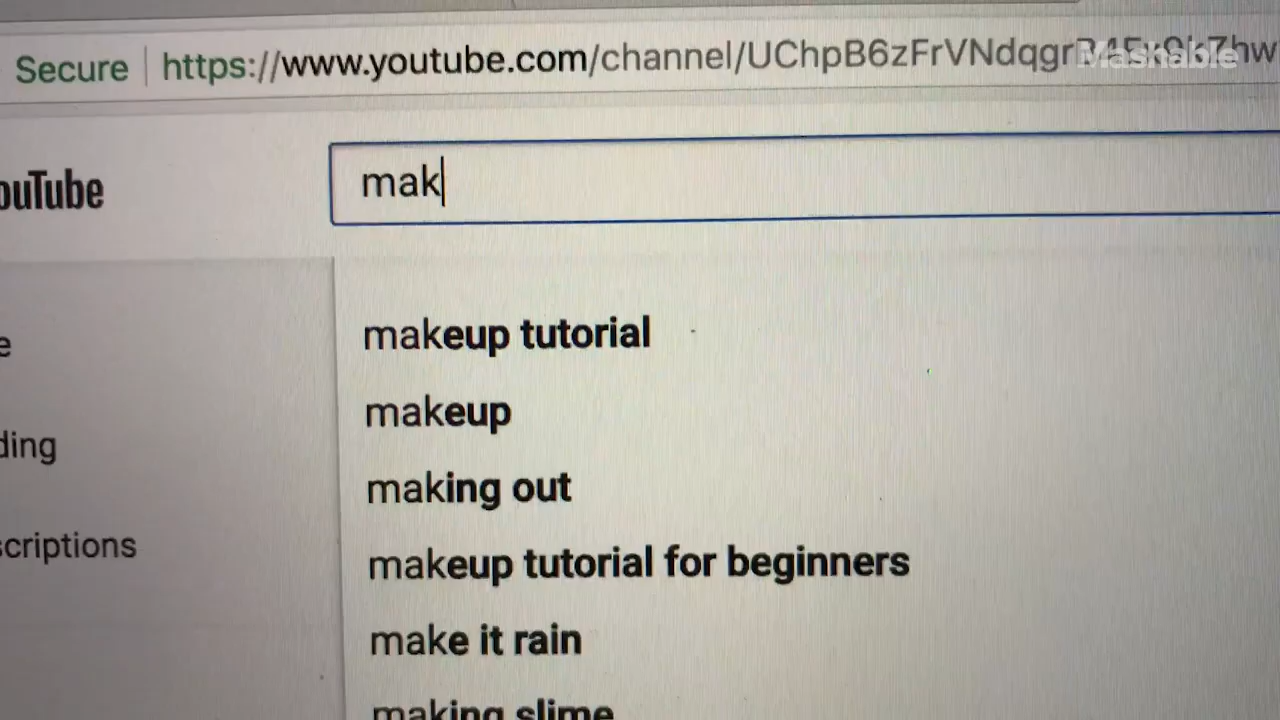 Secure https://www.youtube.com/channel/UChpB6zFrVNdqgr
Mashable
ouTube
mak
makeup tutorial
e
makeup
ding
making out
scriptions
makeup tutorial for beginners
make it rain
making slime